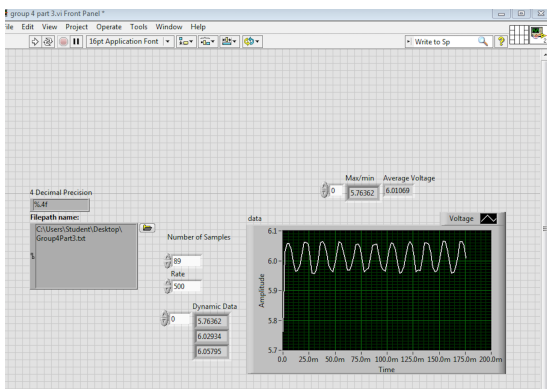 group 4 part 3.vi Front Panel *
File Edit View Project Operate Tools Window Help
16pt Application Font
Write to Sp
Max/min Average Voltage
0 5.76362 6.01069
4 Decimal Precision
%.4f
Filepath name:
C:\Users\Student\Desktop\
Group4Part3.txt
Number of Samples
89
Rate
500
Dynamic Data
0 5.76362
6.02934
6.05795
data Voltage
6.1
6.0
5.9
5.8
5.7
Amplitude
0.0 25.0m 50.0m 75.0m 100.0m 125.0m 150.0m 175.0m 200.0m
Time